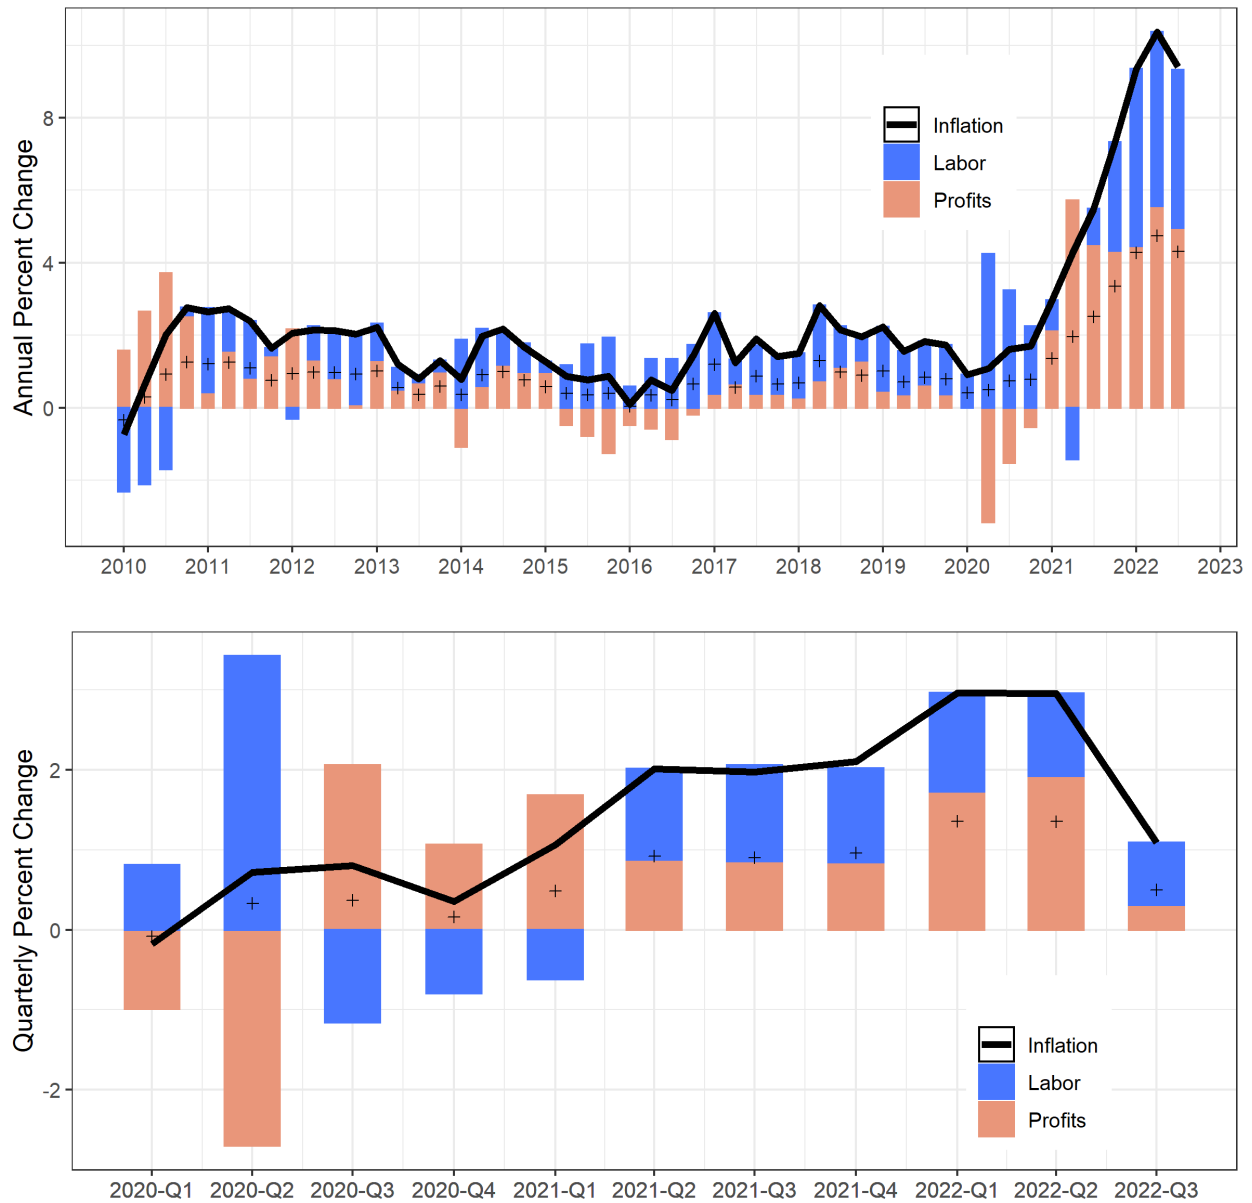 Annual Percent Change
8
4
0
Inflation
Labor
Profits
2010 2011 2012 2013 2014 2015 2016 2017 2018 2019 2020 2021 2022 2023
Quarterly Percent Change
2
0
-2
Inflation
Labor
Profits
2020-Q1 2020-Q2 2020-Q3 2020-Q4 2021-Q1 2021-Q2 2021-Q3 2021-Q4 2022-Q1 2022-Q2 2022-Q3